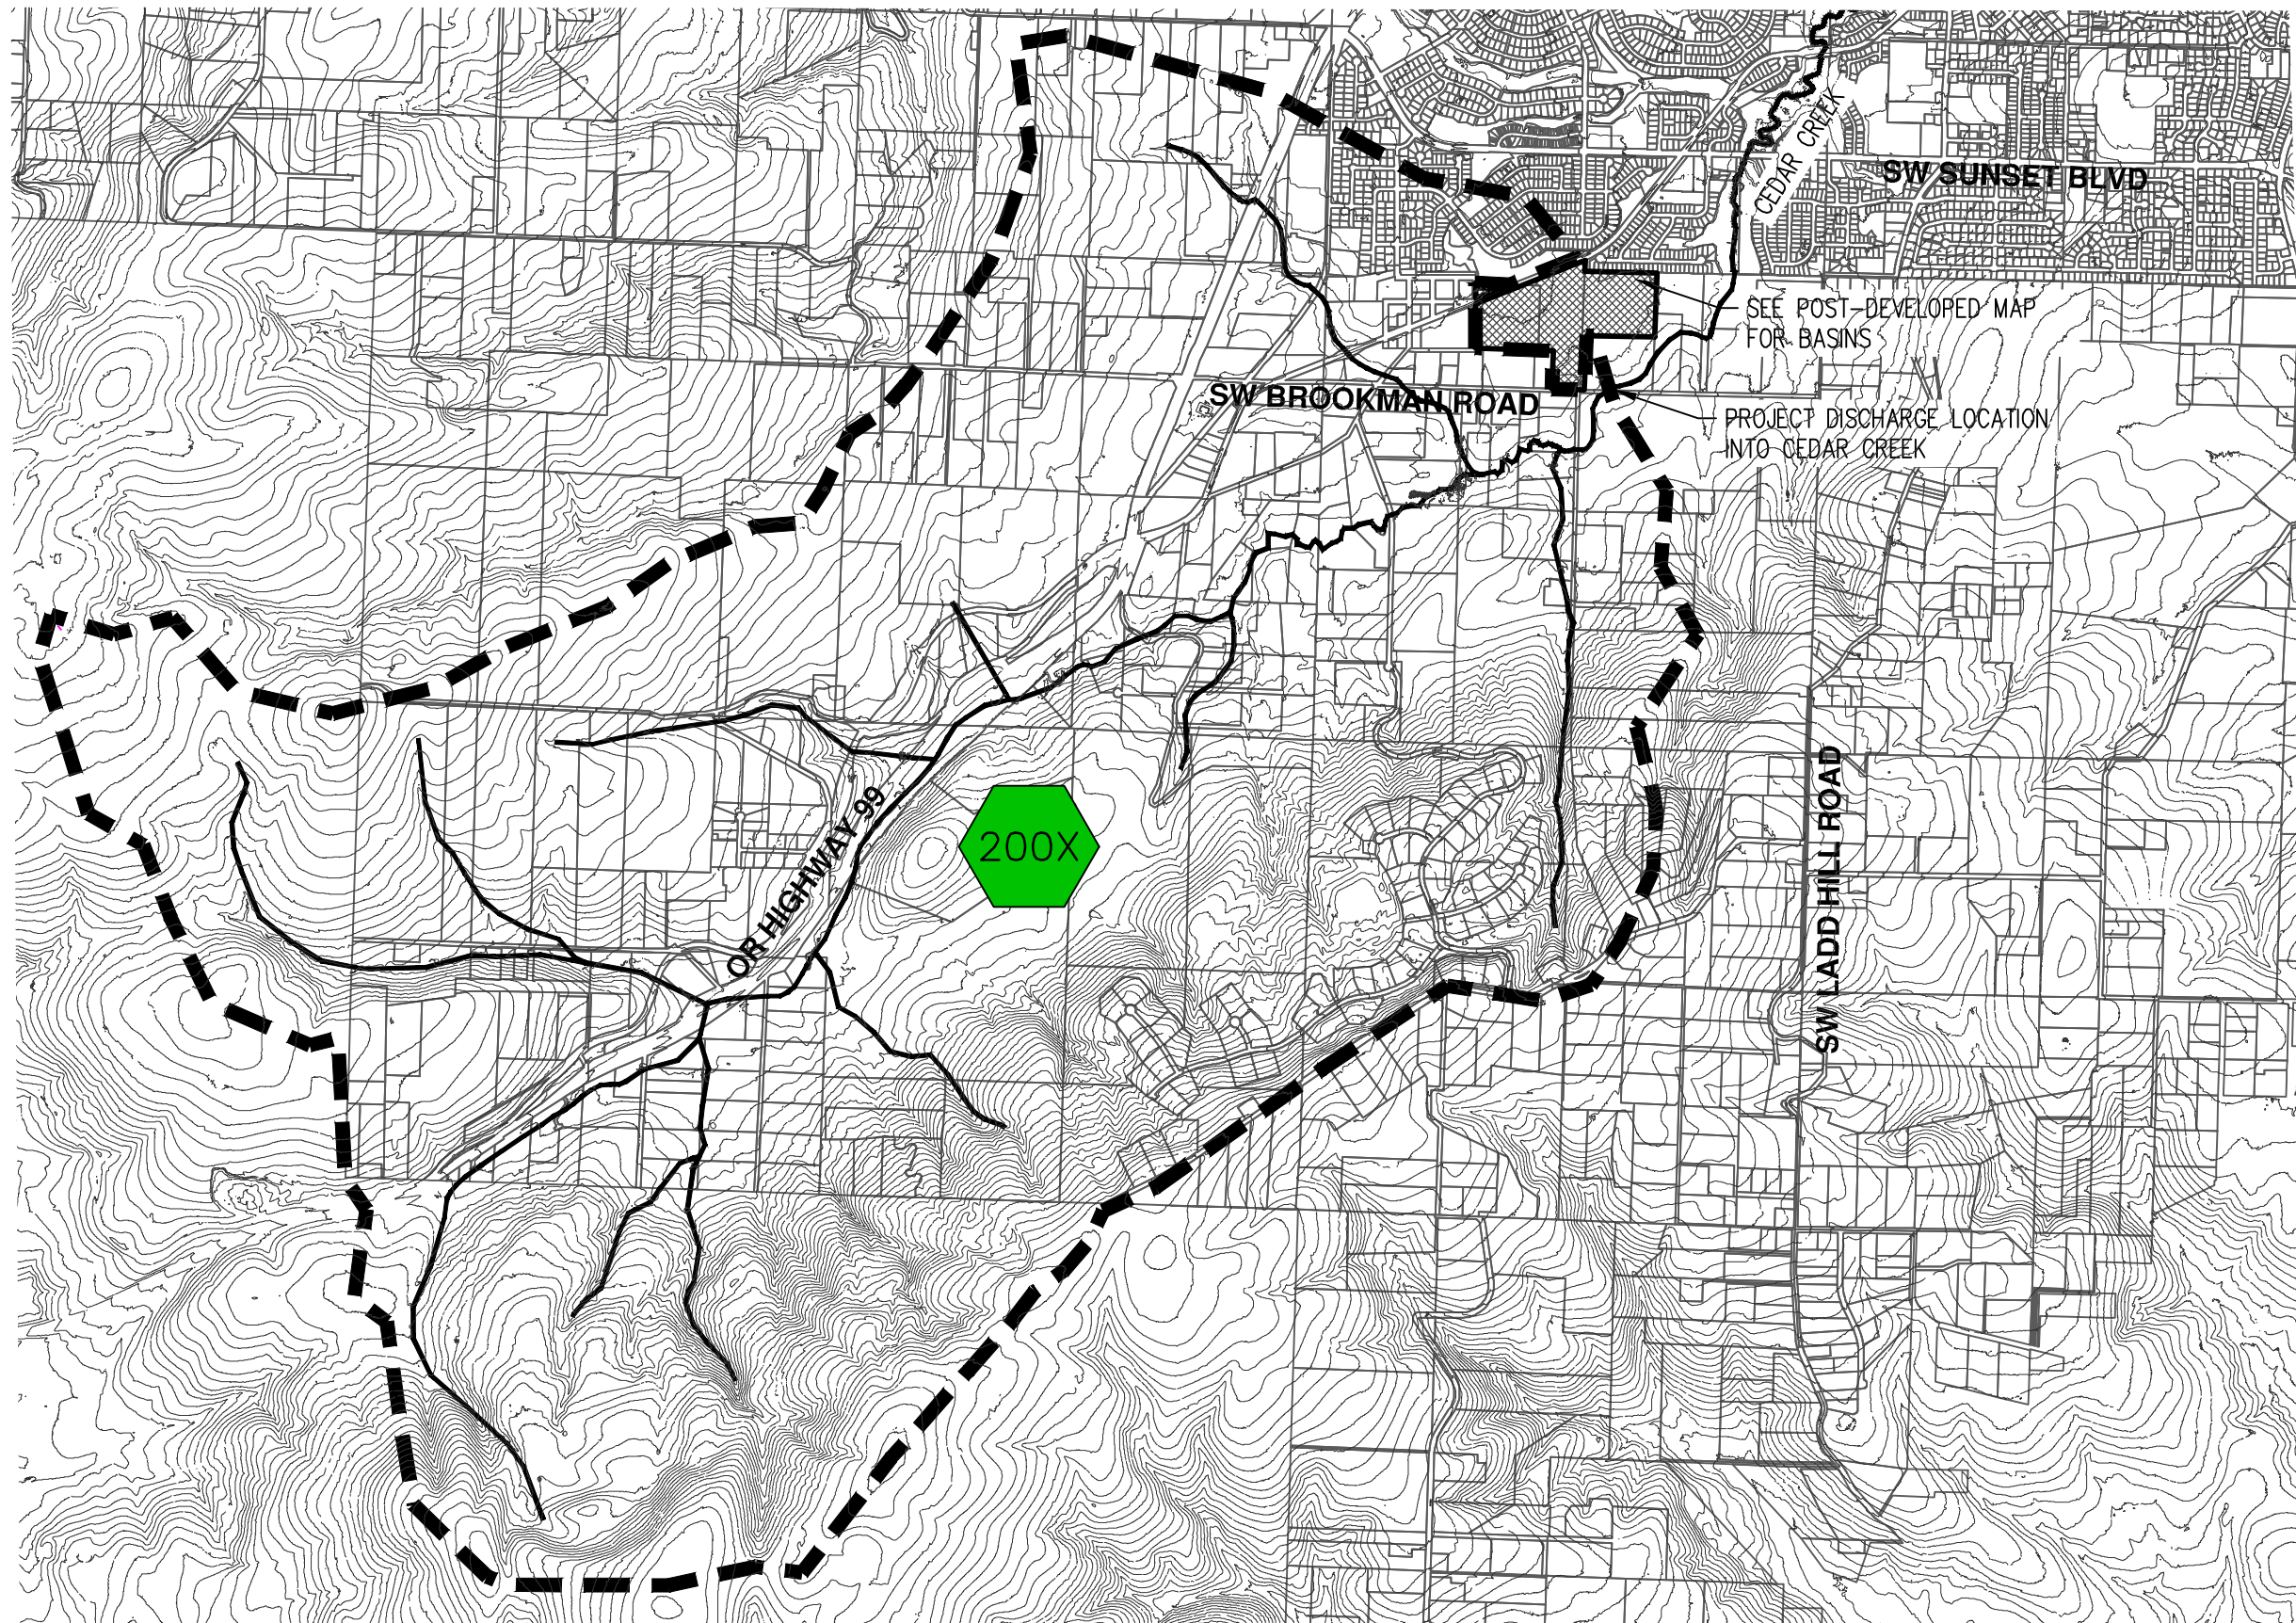 CEDAR CREEK
SW SUNSET BLVD
SEE POST-DEVELOPED MAP
FOR BASINS
SW BROOKMAN ROAD
PROJECT DISCHARGE LOCATION
INTO CEDAR CREEK
OR HIGHWAY 99
200X
SW LADD HILL ROAD